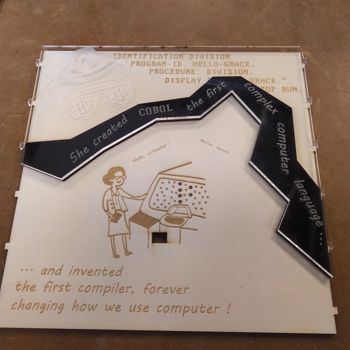 IDENTIFICATION DIVISION
PROGRAM-ID. HELLO-GRACE.
PROCEDURE. DIVISION.
DISPLAY GRACE.".
STOP RUN.
She created COBOL the first complex computer language...
Hello, computer !
Hello, Grace
... and invented
the first compiler, forever
changing how we use computer !